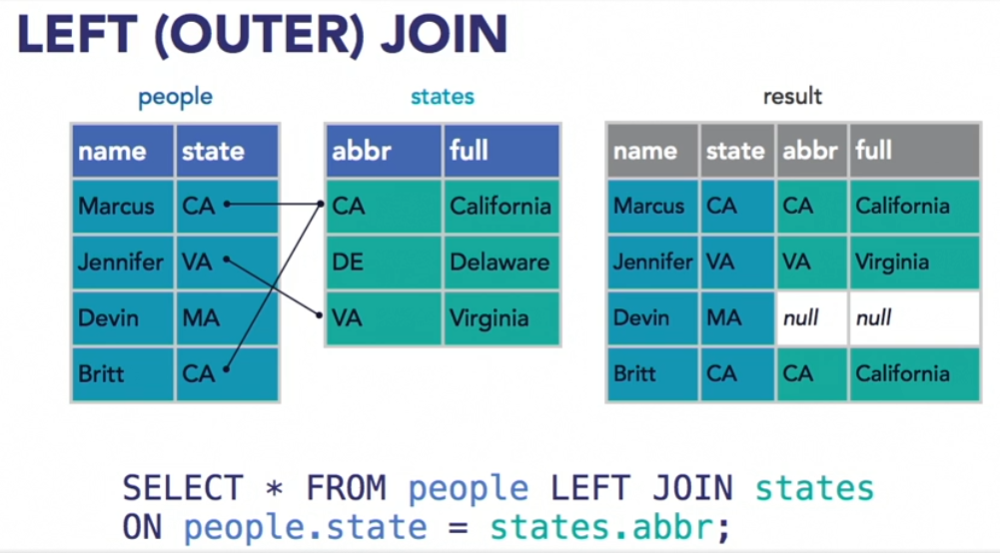 LEFT (OUTER) JOIN
people states result
name state abbr full name state abbr full
Marcus CA CA California Marcus CA CA California
Jennifer VA DE Delaware Jennifer VA VA Virginia
Devin MA VA Virginia Devin MA null null
Britt CA Britt CA CA California
SELECT * FROM people LEFT JOIN states
ON people.state = states.abbr;